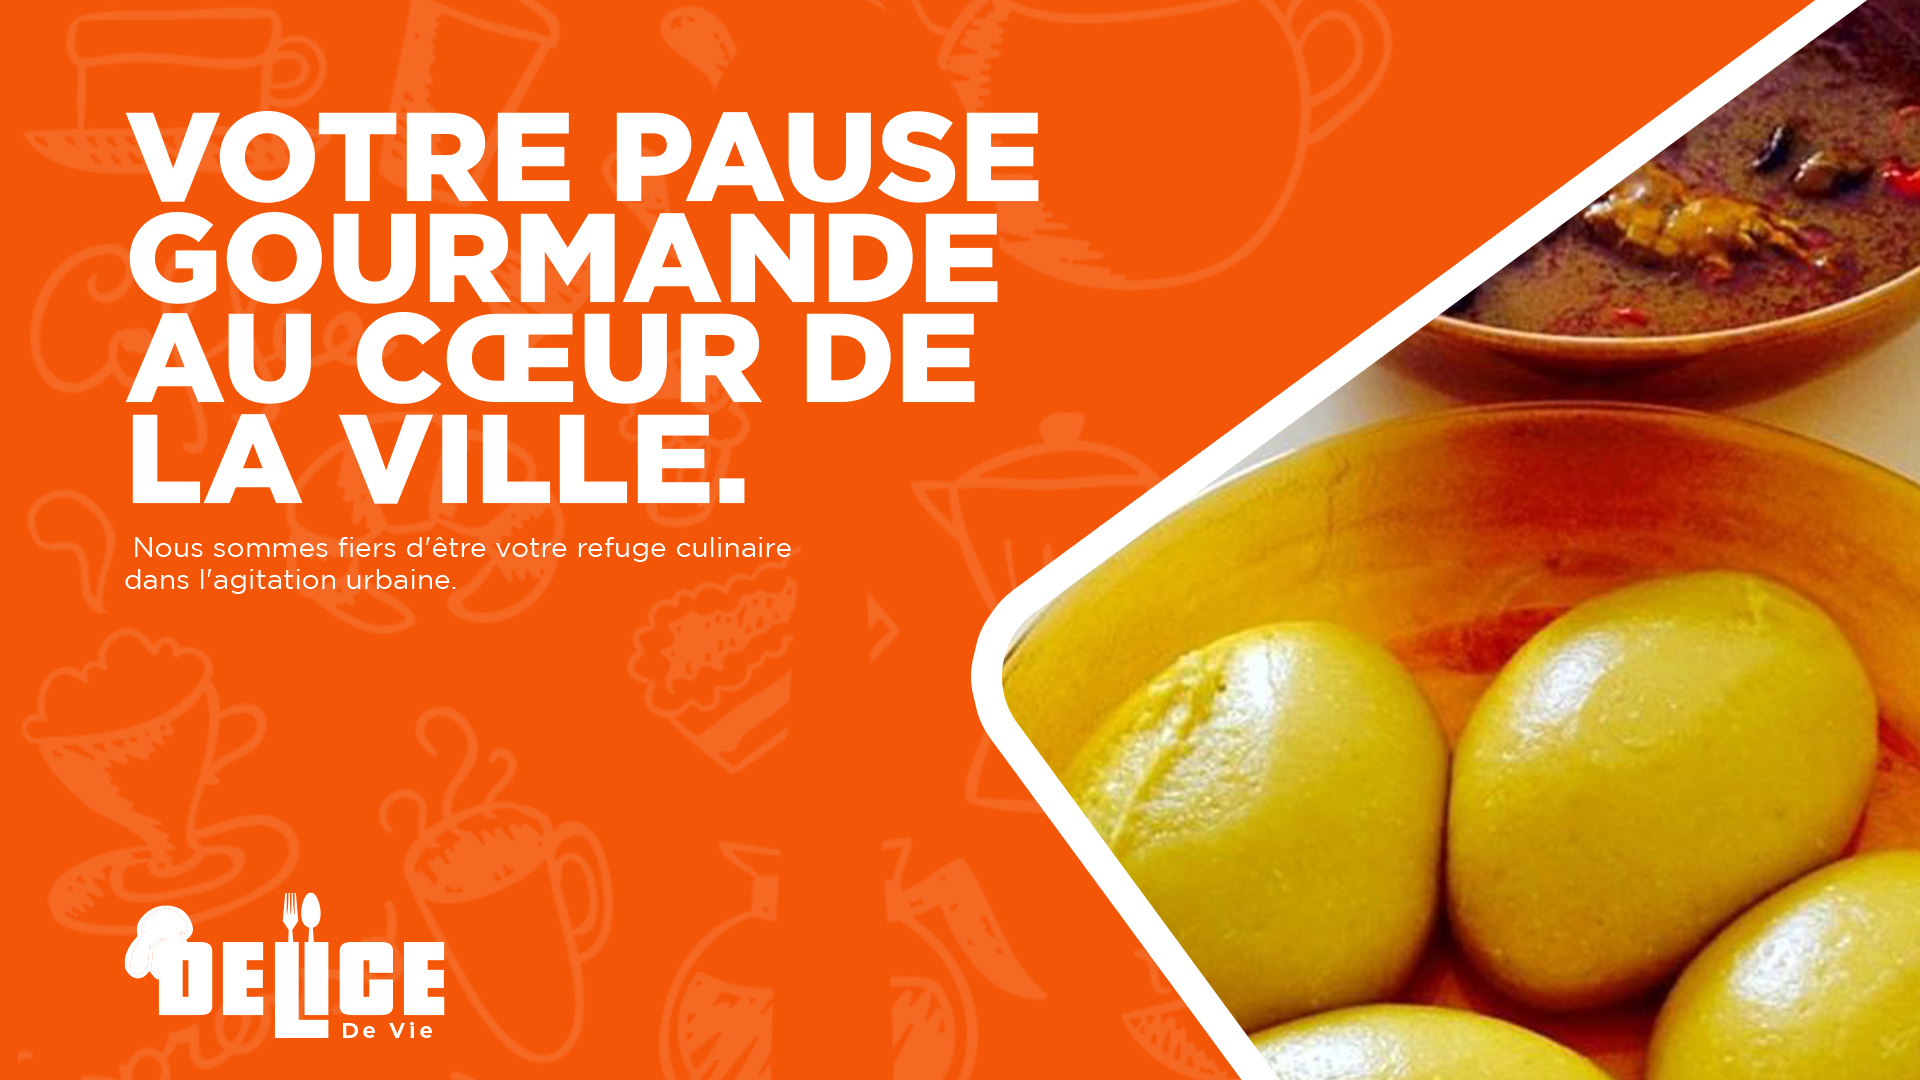 VOTRE PAUSE
GOURMANDE
AU CŒUR DE
LA VILLE.
Nous sommes fiers d'être votre refuge culinaire
dans l'agitation urbaine.
DELICE
De Vie